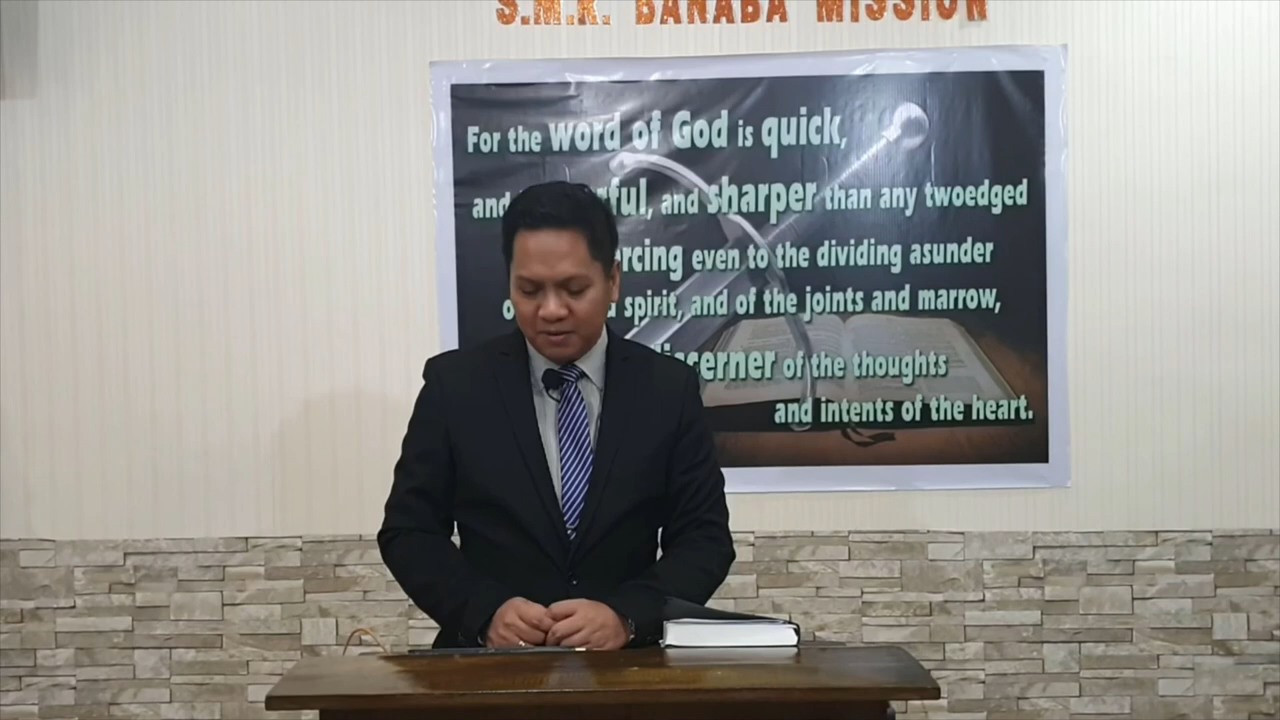 S.M.K. BANABA MISSION
For the word of God is quick,
and ful, and sharper than any twoedged
rcing even to the dividing asunder
o spirit, and of the joints and marrow,
discerner of the thoughts
and intents of the heart.